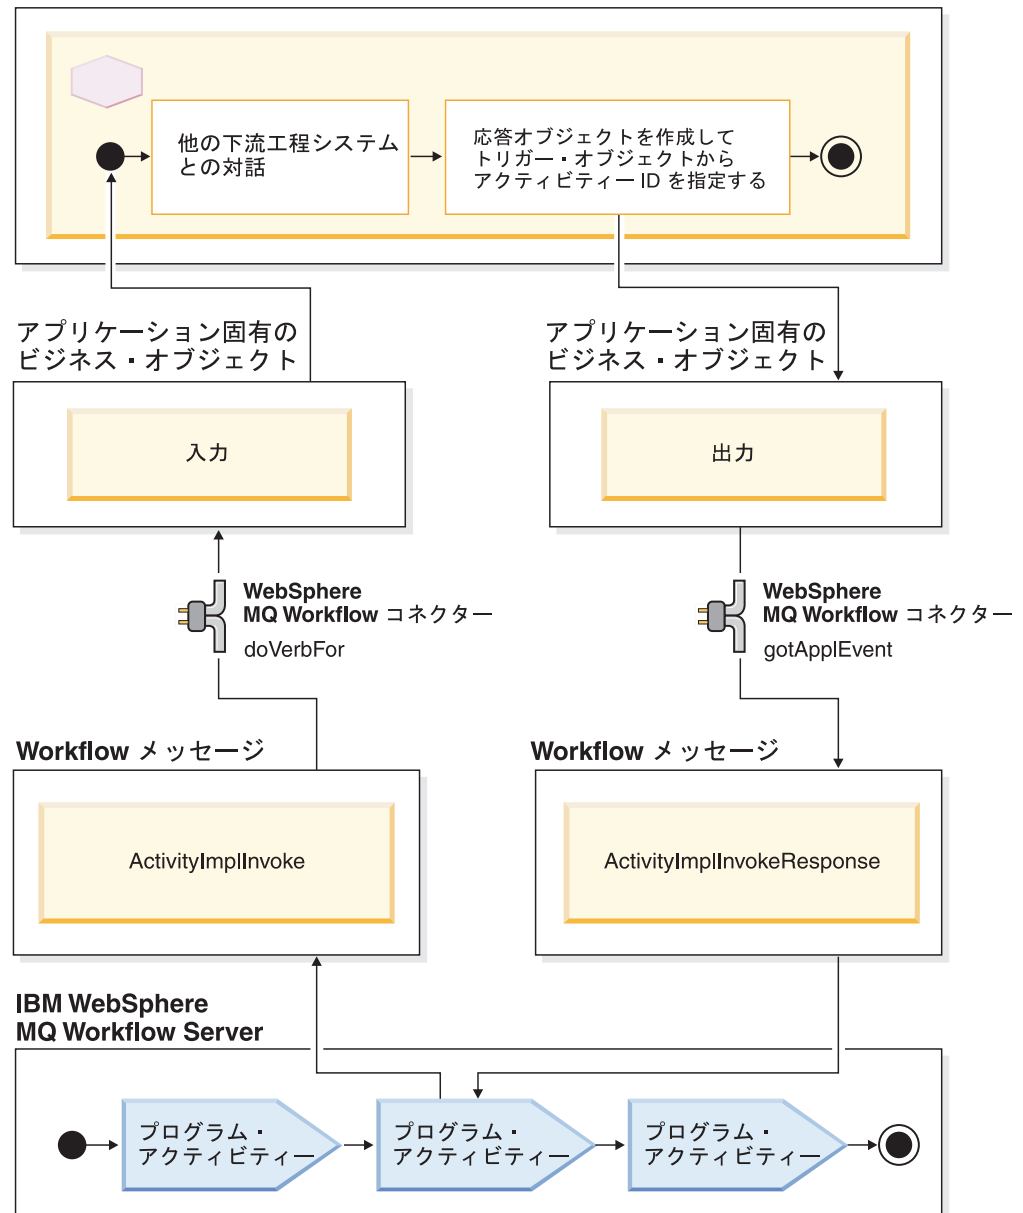 他の下流工程システム
との対話
応答オブジェクトを作成して
トリガー・オブジェクトから
アクティビティー ID を指定する
アプリケーション固有の
ビジネス・オブジェクト
アプリケーション固有の
ビジネス・オブジェクト
入力
出力
WebSphere
MQ Workflow コネクター
doVerbFor
WebSphere
MQ Workflow コネクター
gotApplEvent
Workflow メッセージ
Workflow メッセージ
ActivityImplInvoke
ActivityImplInvokeResponse
IBM WebSphere
MQ Workflow Server
プログラム・
アクティビティー
プログラム・
アクティビティー
プログラム・
アクティビティー